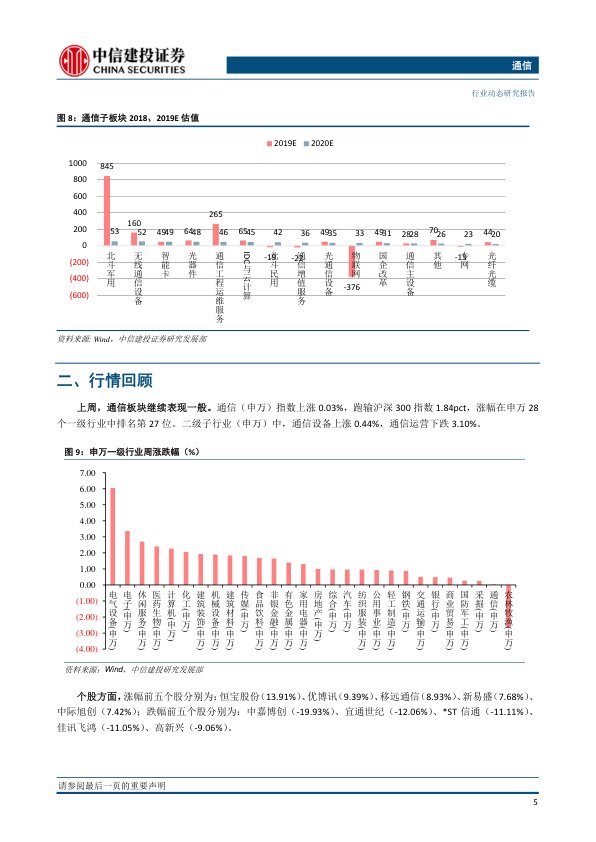 中信建投证券
CHINA SECURITIES
通信
行业动态研究报告
图 8：通信子板块 2018、2019E 估值
2019E 2020E
1000
800
600
400
200
0
(200)
(400)
(600)
845 53 160 52 49 49 64 48 265 46 65 45 -19 42 -22 36 49 35 -376 33 49 31 28 28 70 26 -13 23 44 20
北斗军用
无线通信设备
智能卡
光器件
通信工程运维服务
IDC与云计算
北斗民用
通信增值服务
光通信设备
物联网
国企改革
通信主设备
其他
广网
光纤光缆
资料来源: Wind，中信建投证券研究发展部
二、行情回顾
上周，通信板块继续表现一般。通信（申万）指数上涨 0.03%，跑输沪深 300 指数 1.84pct，涨幅在申万 28
个一级行业中排名第 27 位。二级子行业（申万）中，通信设备上涨 0.44%，通信运营下跌 3.10%。
图 9：申万一级行业周涨跌幅（%）
7.00
6.00
5.00
4.00
3.00
2.00
1.00
0.00
(1.00)
(2.00)
(3.00)
(4.00)
电气设备(申万)
电子(申万)
休闲服务(申万)
医药生物(申万)
计算机(申万)
化工(申万)
建筑装饰(申万)
机械设备(申万)
建筑材料(申万)
传媒(申万)
食品饮料(申万)
非银金融(申万)
有色金属(申万)
家用电器(申万)
房地产(申万)
综合(申万)
汽车(申万)
纺织服装(申万)
公用事业(申万)
轻工制造(申万)
钢铁(申万)
交通运输(申万)
银行(申万)
商业贸易(申万)
国防军工(申万)
采掘(申万)
通信(申万)
农林牧渔(申万)
资料来源：Wind，中信建投证券研究发展部
个股方面，涨幅前五个股分别为：恒宝股份（13.91%）、优博讯（9.39%）、移远通信（8.93%）、新易盛（7.68%）、
中际旭创（7.42%）；跌幅前五个股分别为：中嘉博创（-19.93%）、宜通世纪（-12.06%）、*ST 信通（-11.11%）、
佳讯飞鸿（-11.05%）、高新兴（-9.06%）。
请参阅最后一页的重要声明
5